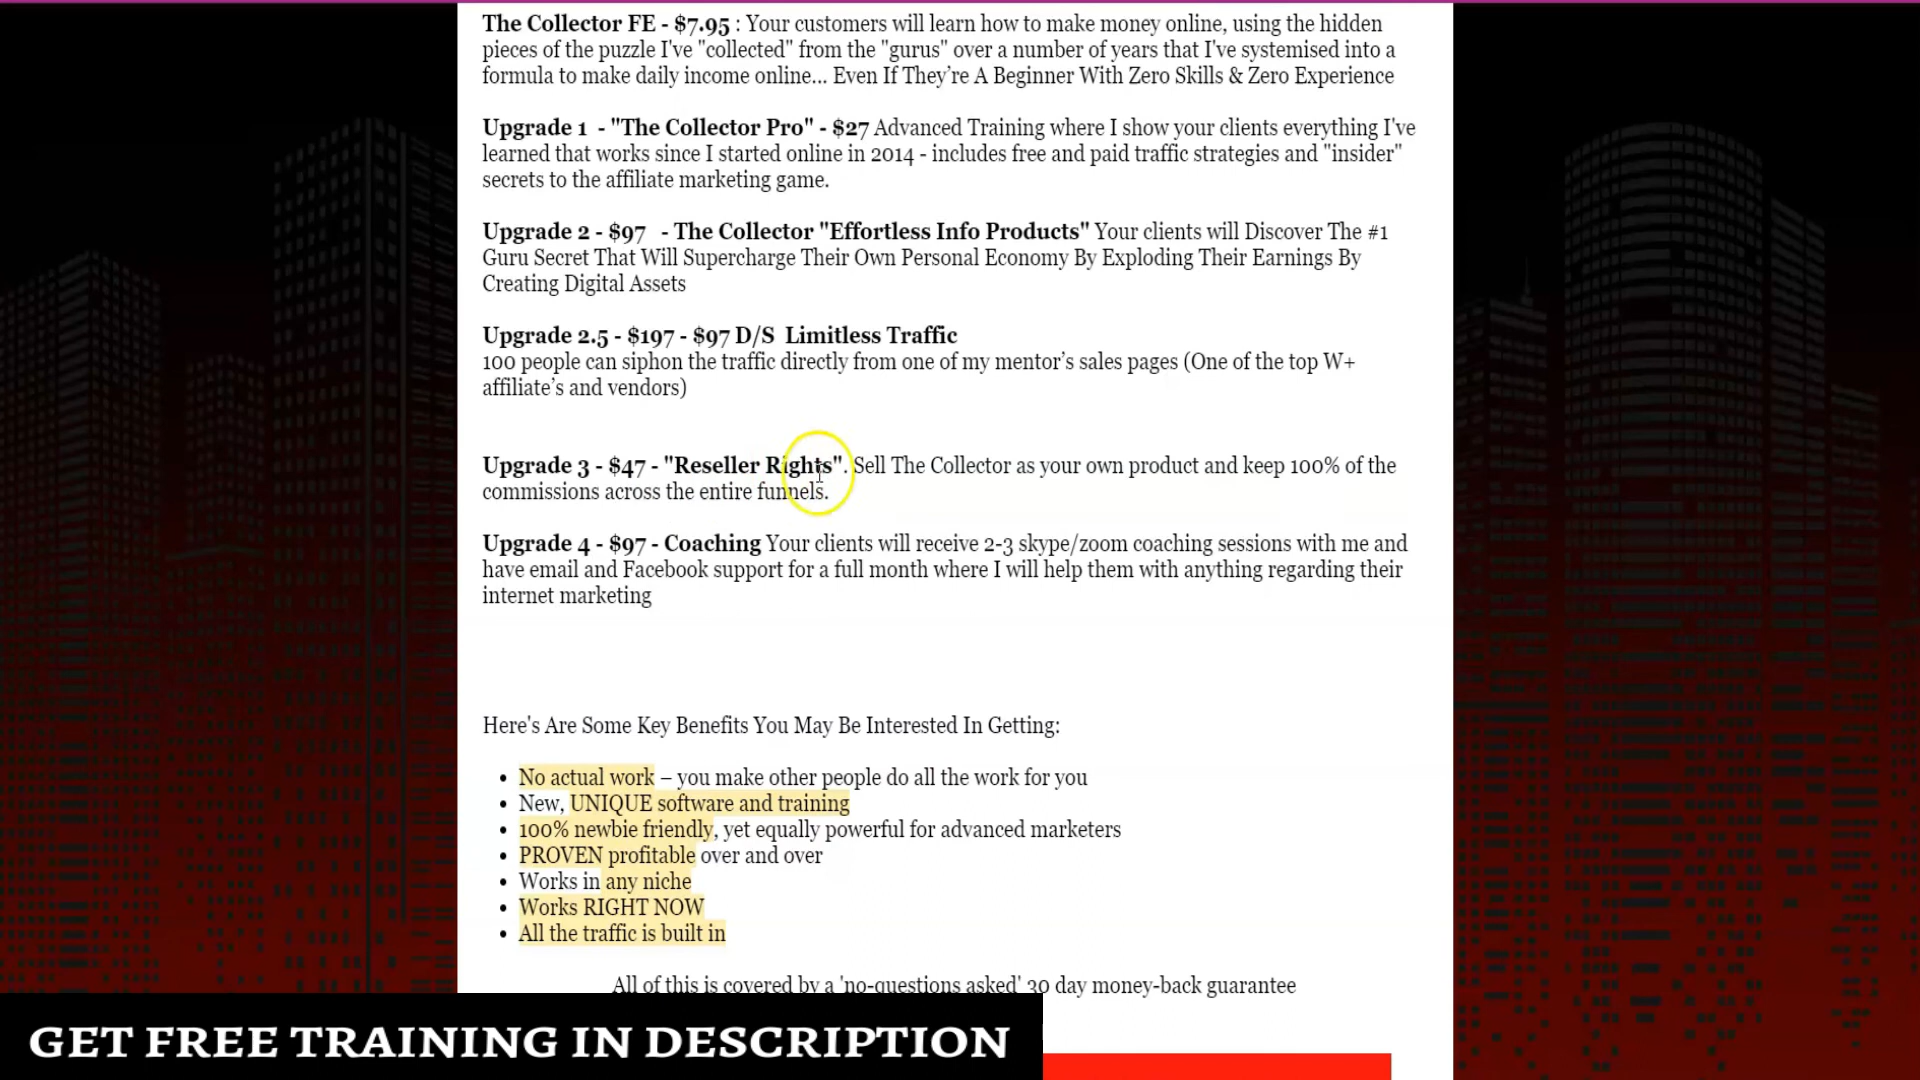 The Collector FE - $7.95 : Your customers will learn how to make money online, using the hidden
pieces of the puzzle I've "collected" from the "gurus" over a number of years that I've systemised into a
formula to make daily income online... Even If They're A Beginner With Zero Skills & Zero Experience
Upgrade 1 - "The Collector Pro" - $27 Advanced Training where I show your clients everything I've
learned that works since I started online in 2014 - includes free and paid traffic strategies and "insider"
secrets to the affiliate marketing game.
Upgrade 2 - $97 - The Collector "Effortless Info Products" Your clients will Discover The #1
Guru Secret That Will Supercharge Their Own Personal Economy By Exploding Their Earnings By
Creating Digital Assets
Upgrade 2.5 - $197 - $97 D/S Limitless Traffic
100 people can siphon the traffic directly from one of my mentor's sales pages (One of the top W+
affiliate's and vendors)
Upgrade 3 - $47 - "Reseller Rights". Sell The Collector as your own product and keep 100% of the
commissions across the entire funnels.
Upgrade 4 - $97 - Coaching Your clients will receive 2-3 skype/zoom coaching sessions with me and
have email and Facebook support for a full month where I will help them with anything regarding their
internet marketing
Here's Are Some Key Benefits You May Be Interested In Getting:
• No actual work – you make other people do all the work for you
• New, UNIQUE software and training
• 100% newbie friendly, yet equally powerful for advanced marketers
• PROVEN profitable over and over
• Works in any niche
• Works RIGHT NOW
• All the traffic is built in
All of this is covered by a 'no-questions asked' 30 day money-back guarantee
GET FREE TRAINING IN DESCRIPTION